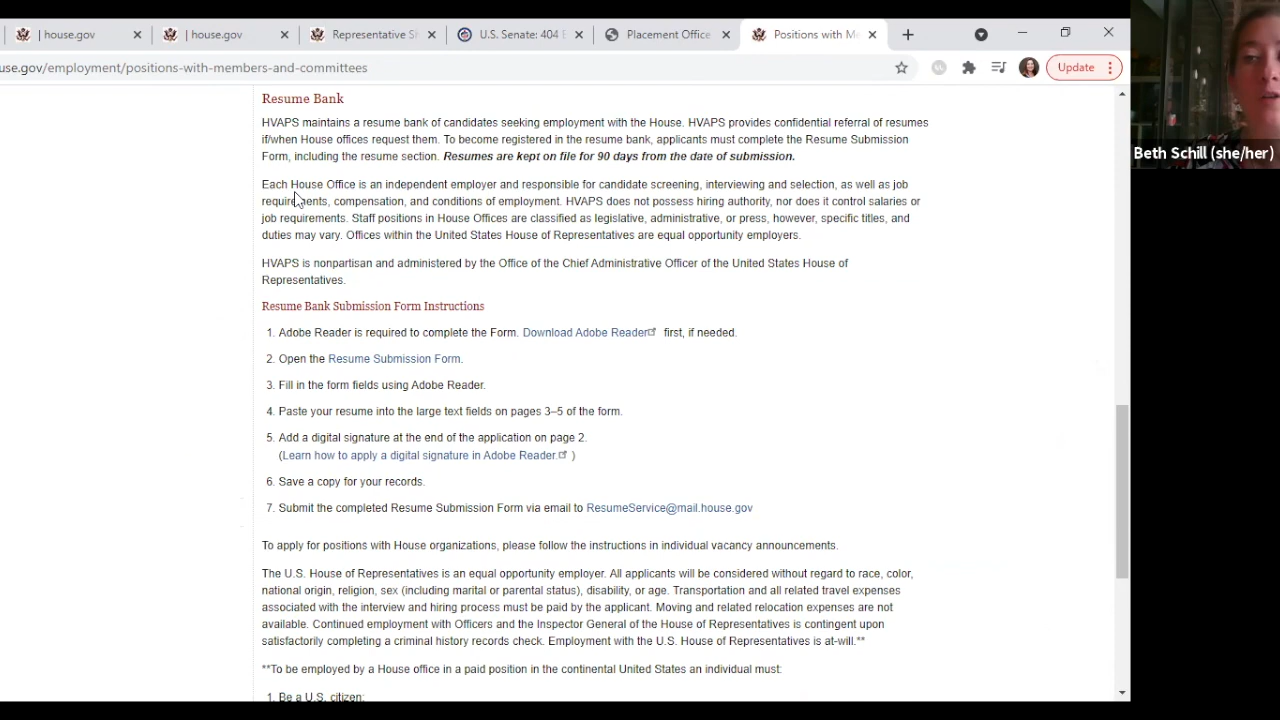 | house.gov
| house.gov
Representative S
U.S. Senate: 404 E
Placement Office
Positions with M
use.gov/employment/positions-with-members-and-committees
Update
Beth Schill (she/her)
Resume Bank
HVAPS maintains a resume bank of candidates seeking employment with the House. HVAPS provides confidential referral of resumes
if/when House offices request them. To become registered in the resume bank, applicants must complete the Resume Submission
Form, including the resume section. Resumes are kept on file for 90 days from the date of submission.
Each House Office is an independent employer and responsible for candidate screening, interviewing and selection, as well as job
requirements, compensation, and conditions of employment. HVAPS does not possess hiring authority, nor does it control salaries or
job requirements. Staff positions in House Offices are classified as legislative, administrative, or press, however, specific titles, and
duties may vary. Offices within the United States House of Representatives are equal opportunity employers.
HVAPS is nonpartisan and administered by the Office of the Chief Administrative Officer of the United States House of
Representatives.
Resume Bank Submission Form Instructions
1. Adobe Reader is required to complete the Form. Download Adobe Reader first, if needed.
2. Open the Resume Submission Form.
3. Fill in the form fields using Adobe Reader.
4. Paste your resume into the large text fields on pages 3–5 of the form.
5. Add a digital signature at the end of the application on page 2.
(Learn how to apply a digital signature in Adobe Reader. )
6. Save a copy for your records.
7. Submit the completed Resume Submission Form via email to ResumeService@mail.house.gov
To apply for positions with House organizations, please follow the instructions in individual vacancy announcements.
The U.S. House of Representatives is an equal opportunity employer. All applicants will be considered without regard to race, color,
national origin, religion, sex (including marital or parental status), disability, or age. Transportation and all related travel expenses
associated with the interview and hiring process must be paid by the applicant. Moving and related relocation expenses are not
available. Continued employment with Officers and the Inspector General of the House of Representatives is contingent upon
satisfactorily completing a criminal history records check. Employment with the U.S. House of Representatives is at-will.**
**To be employed by a House office in a paid position in the continental United States an individual must:
1. Be a U.S. citizen;